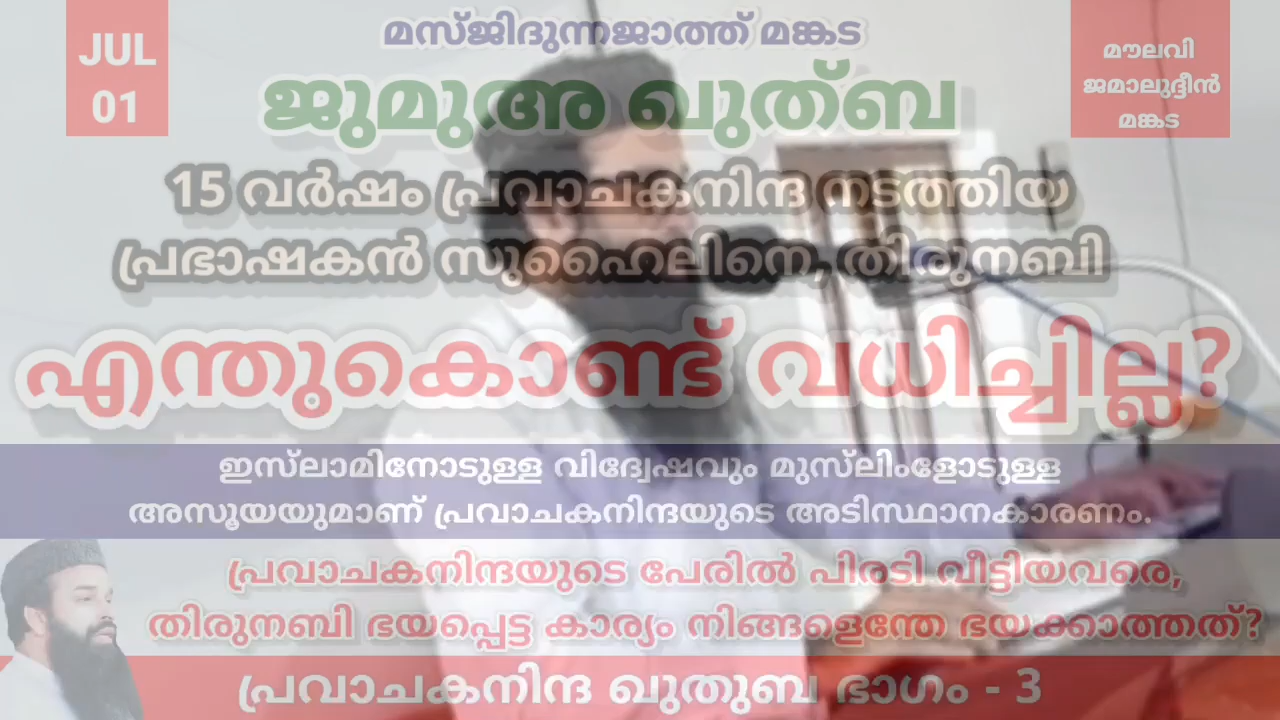 JUL
01
മസ്ജിദുന്നജാത്ത് മങ്കട
മൗലവി
ജമാലുദ്ദീൻ
മങ്കട
ജുമുഅ ഖുത്ബ
15 വർഷം പ്രവാചകനിന്ദ നടത്തിയ
പ്രഭാഷകൻ സുഹൈലിനെ, തിരുനബി
എന്തുകൊണ്ട് വധിച്ചില്ല?
ഇസ്‌ലാമിനോടുള്ള വിദ്വേഷവും മുസ്‌ലിംളോടുള്ള
അസൂയയുമാണ് പ്രവാചകനിന്ദയുടെ അടിസ്ഥാനകാരണം.
പ്രവാചകനിന്ദയുടെ പേരിൽ പിരടി വീട്ടിയവരെ,
തിരുനബി ഭയപ്പെട്ട കാര്യം നിങ്ങളെന്തേ ഭയക്കാത്തത്?
പ്രവാചകനിന്ദ ഖുതുബ ഭാഗം - 3